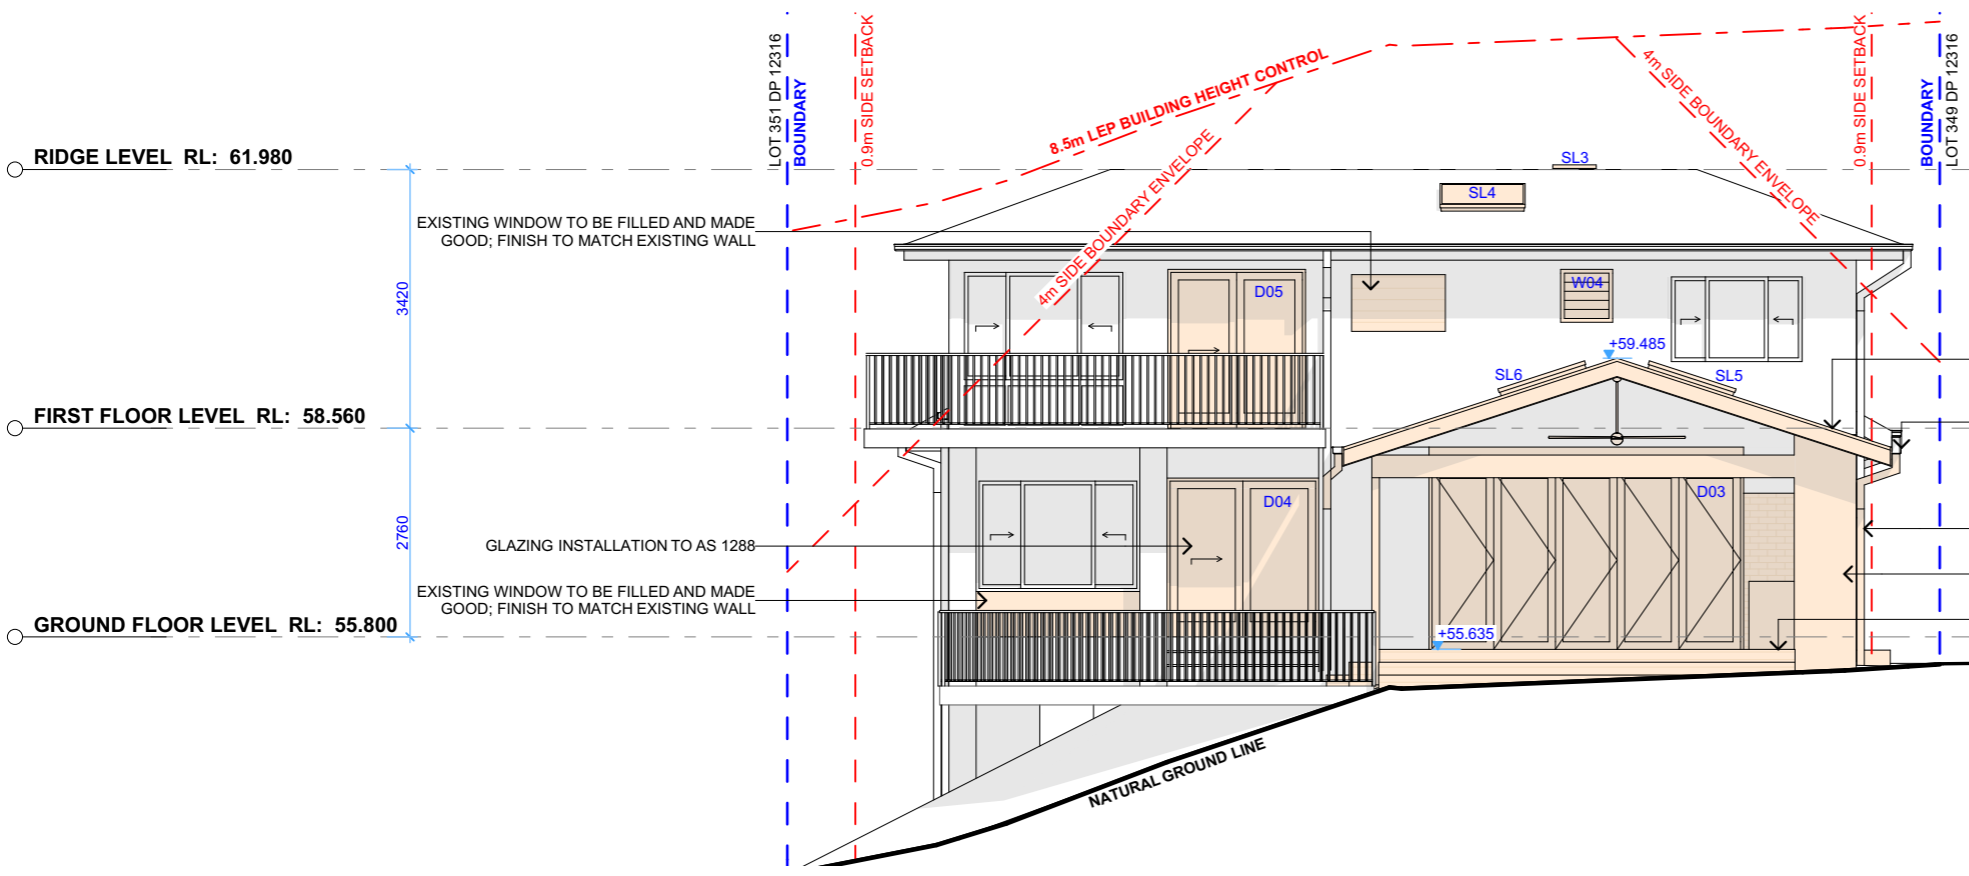 LOT 351 DP 12316
BOUNDARY
0.9m SIDE SETBACK
8.5m LEP BUILDING HEIGHT CONTROL
4m SIDE BOUNDARY ENVELOPE
4m SIDE BOUNDARY ENVELOPE
0.9m SIDE SETBACK
BOUNDARY
LOT 349 DP 12316
RIDGE LEVEL RL: 61.980
SL3
SL4
EXISTING WINDOW TO BE FILLED AND MADE
GOOD; FINISH TO MATCH EXISTING WALL
3420
D05
W04
+59.485
SL6
SL5
FIRST FLOOR LEVEL RL: 58.560
2760
D04
D03
GLAZING INSTALLATION TO AS 1288
EXISTING WINDOW TO BE FILLED AND MADE
GOOD; FINISH TO MATCH EXISTING WALL
GROUND FLOOR LEVEL RL: 55.800
+55.635
NATURAL GROUND LINE